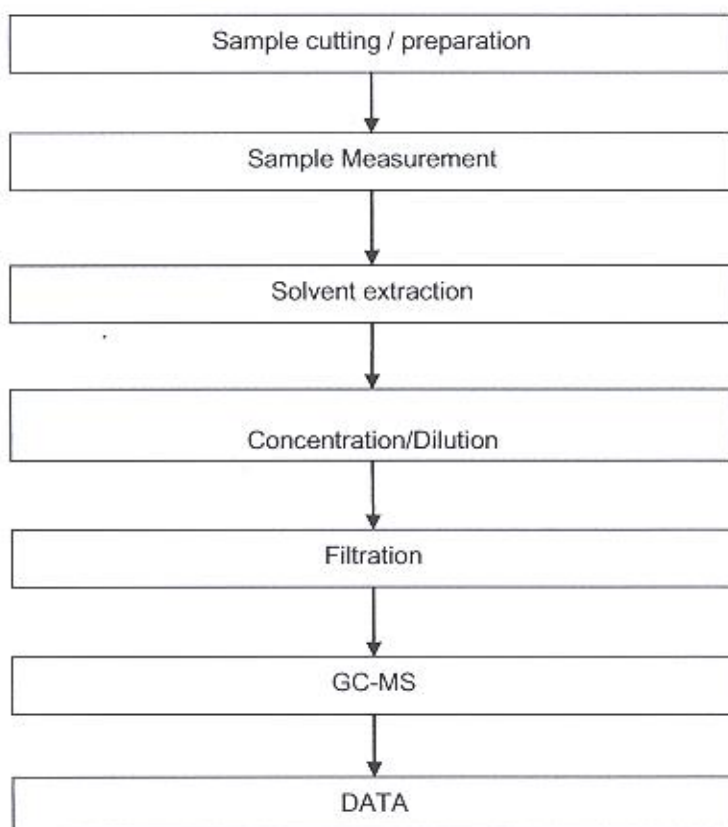 Sample cutting / preparation
Sample Measurement
Solvent extraction
Concentration/Dilution
Filtration
GC-MS
DATA